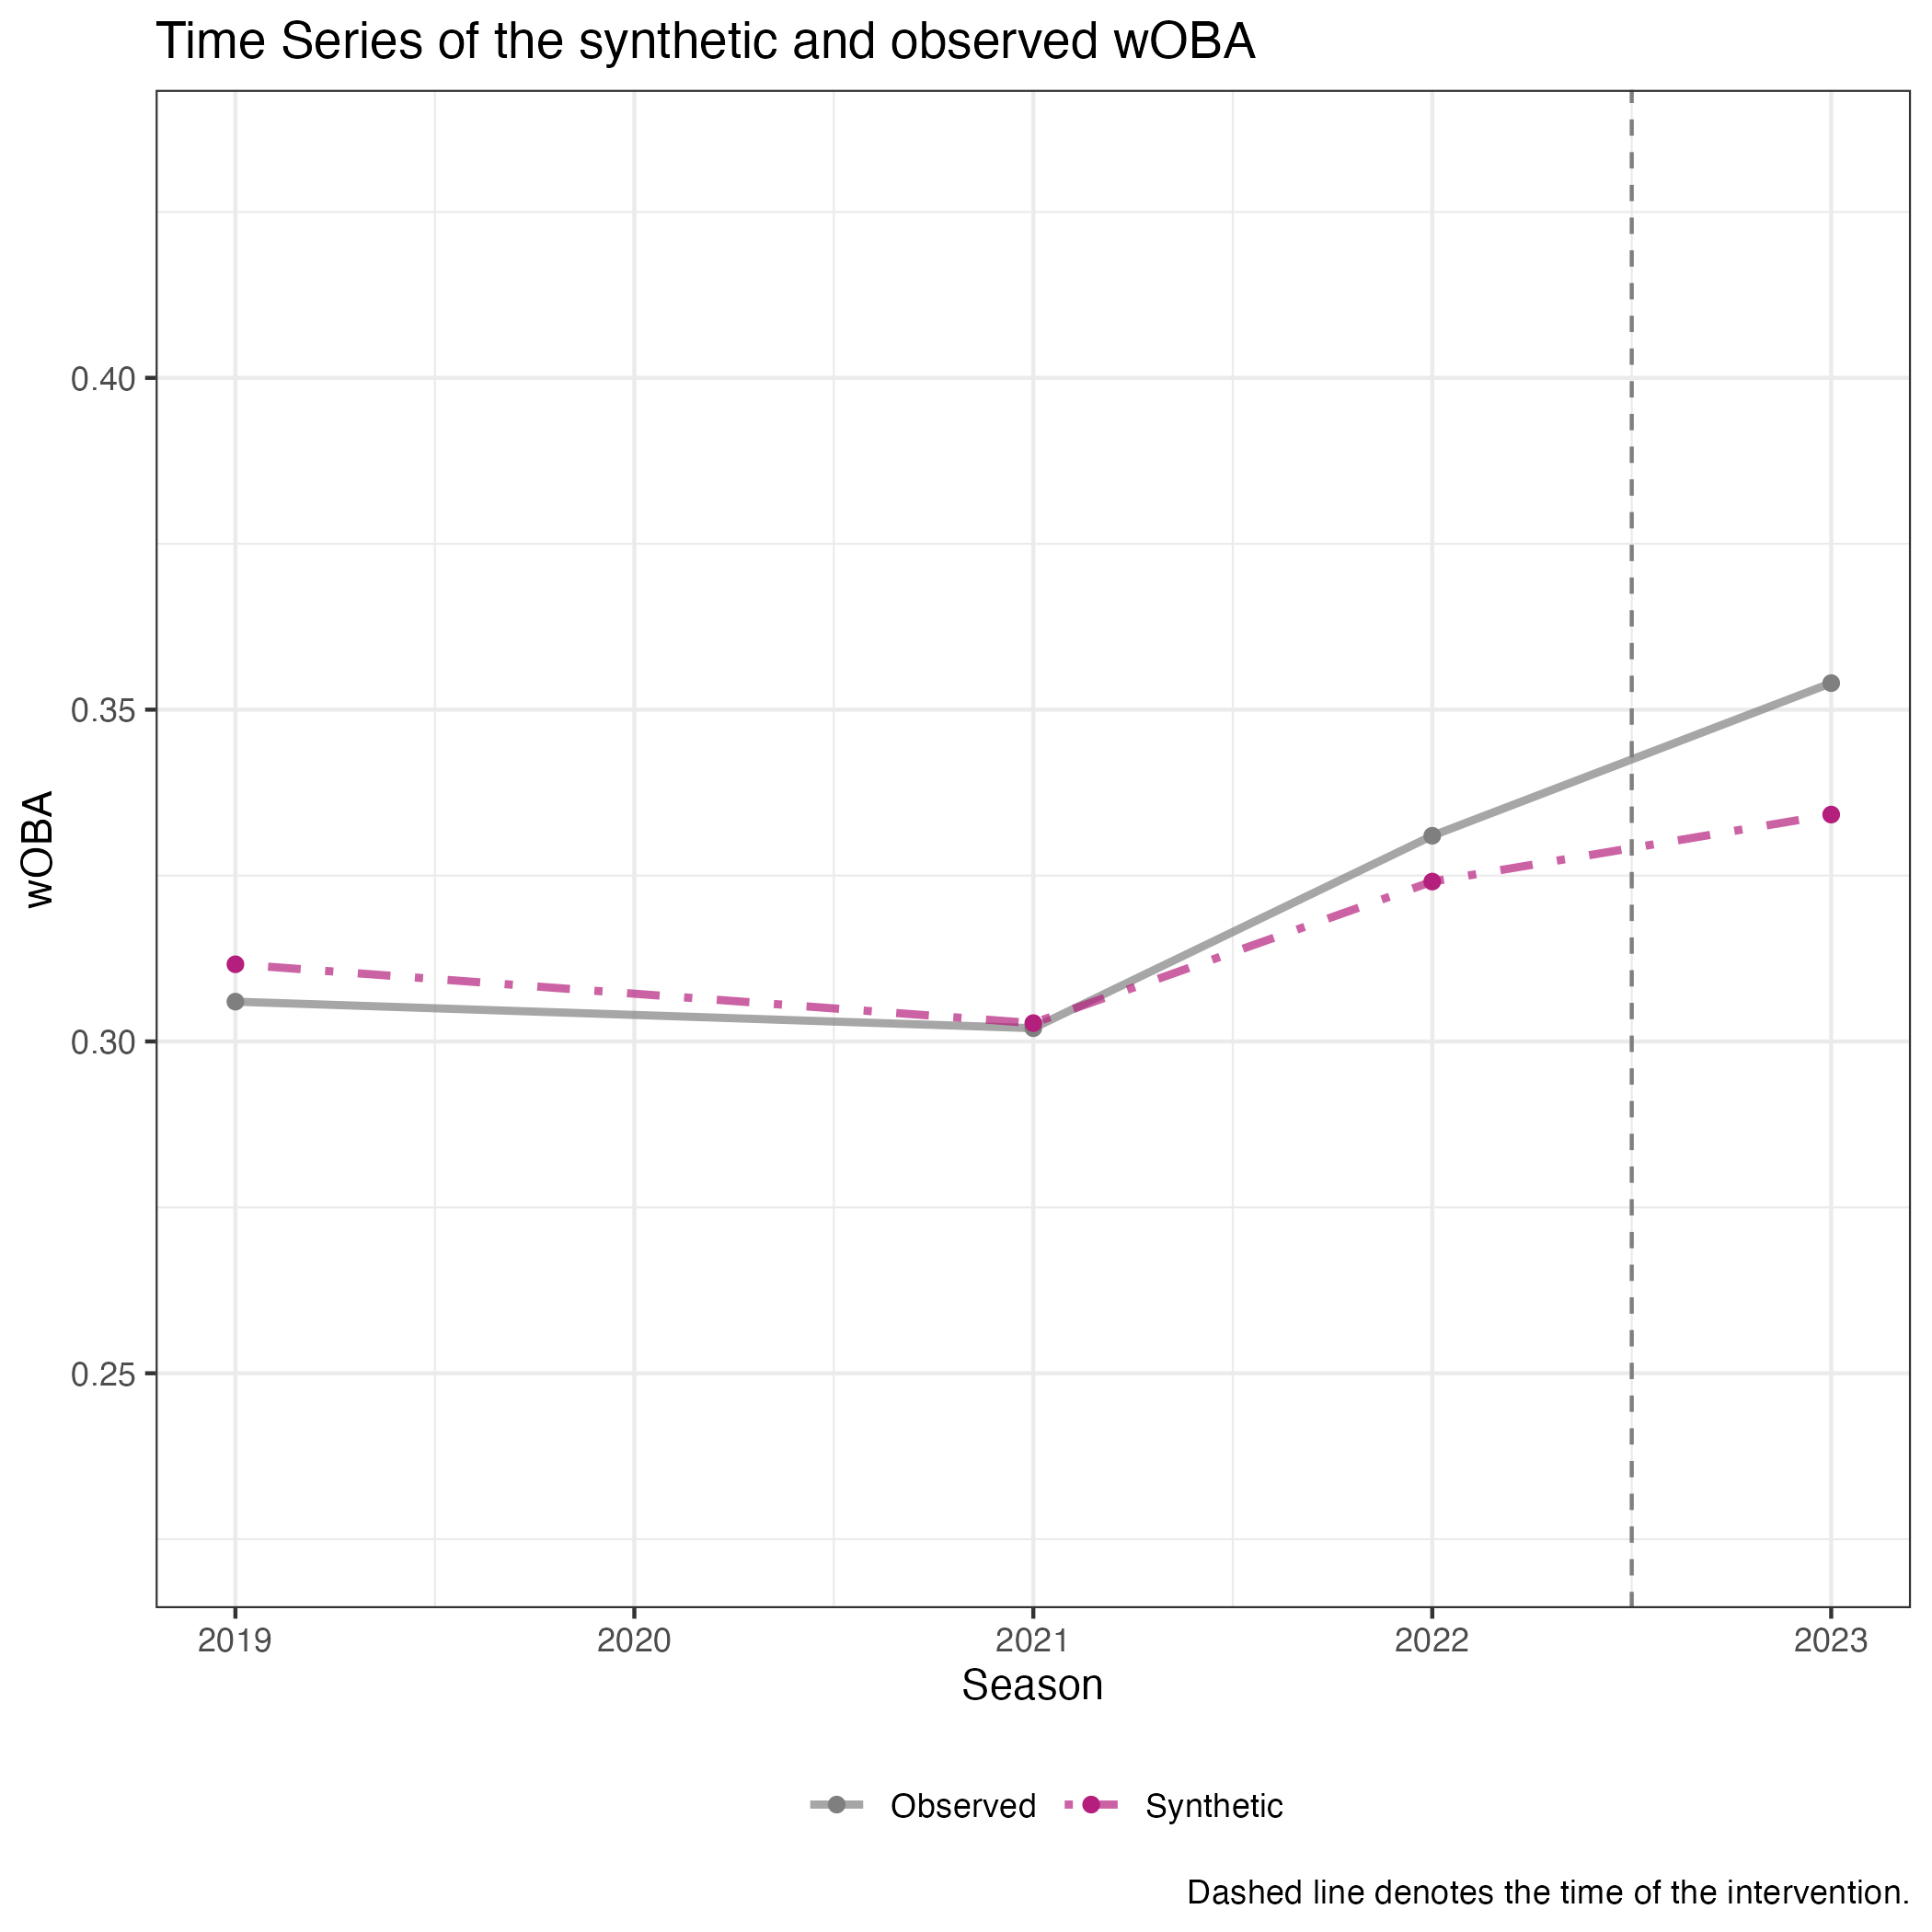 Time Series of the synthetic and observed wOBA
wOBA
0.40
0.35
0.30
0.25
2019 2020 2021 2022 2023
Season
Observed Synthetic
Dashed line denotes the time of the intervention.